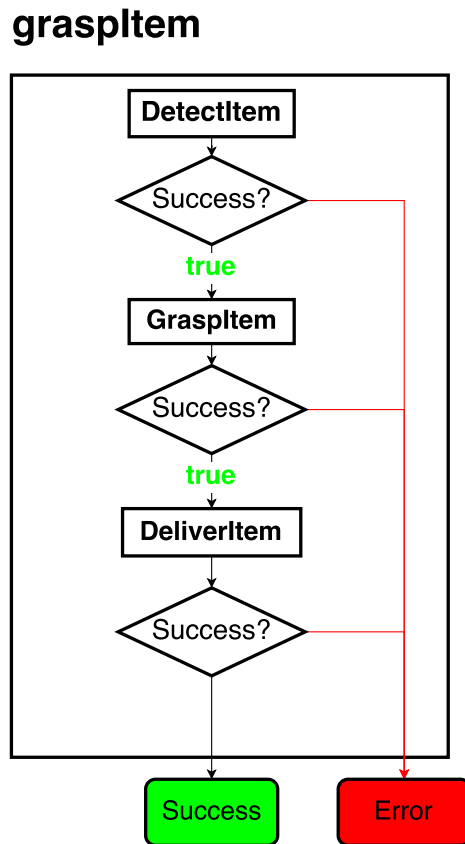 graspItem
DetectItem
Success?
true
GraspItem
Success?
true
DeliverItem
Success?
Success
Error